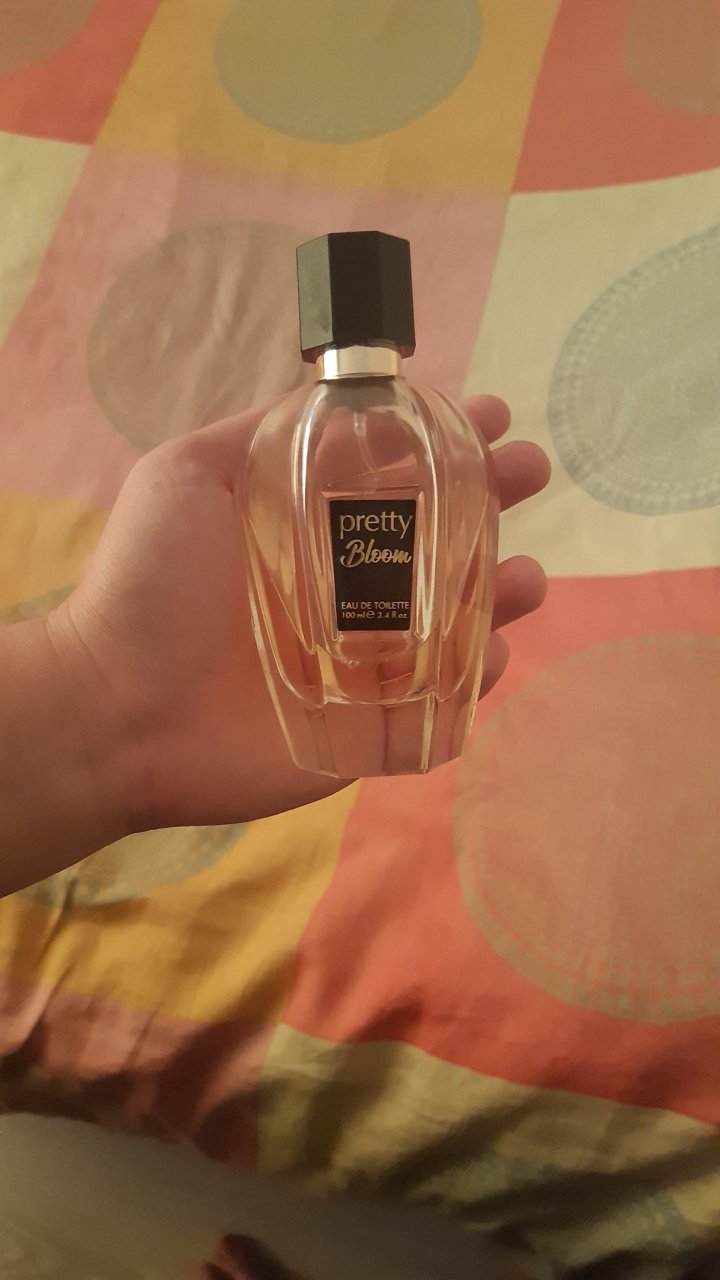 pretty
Bloom
EAU DE TOILETTE
100 ml ℮ 3.4 fl.oz.